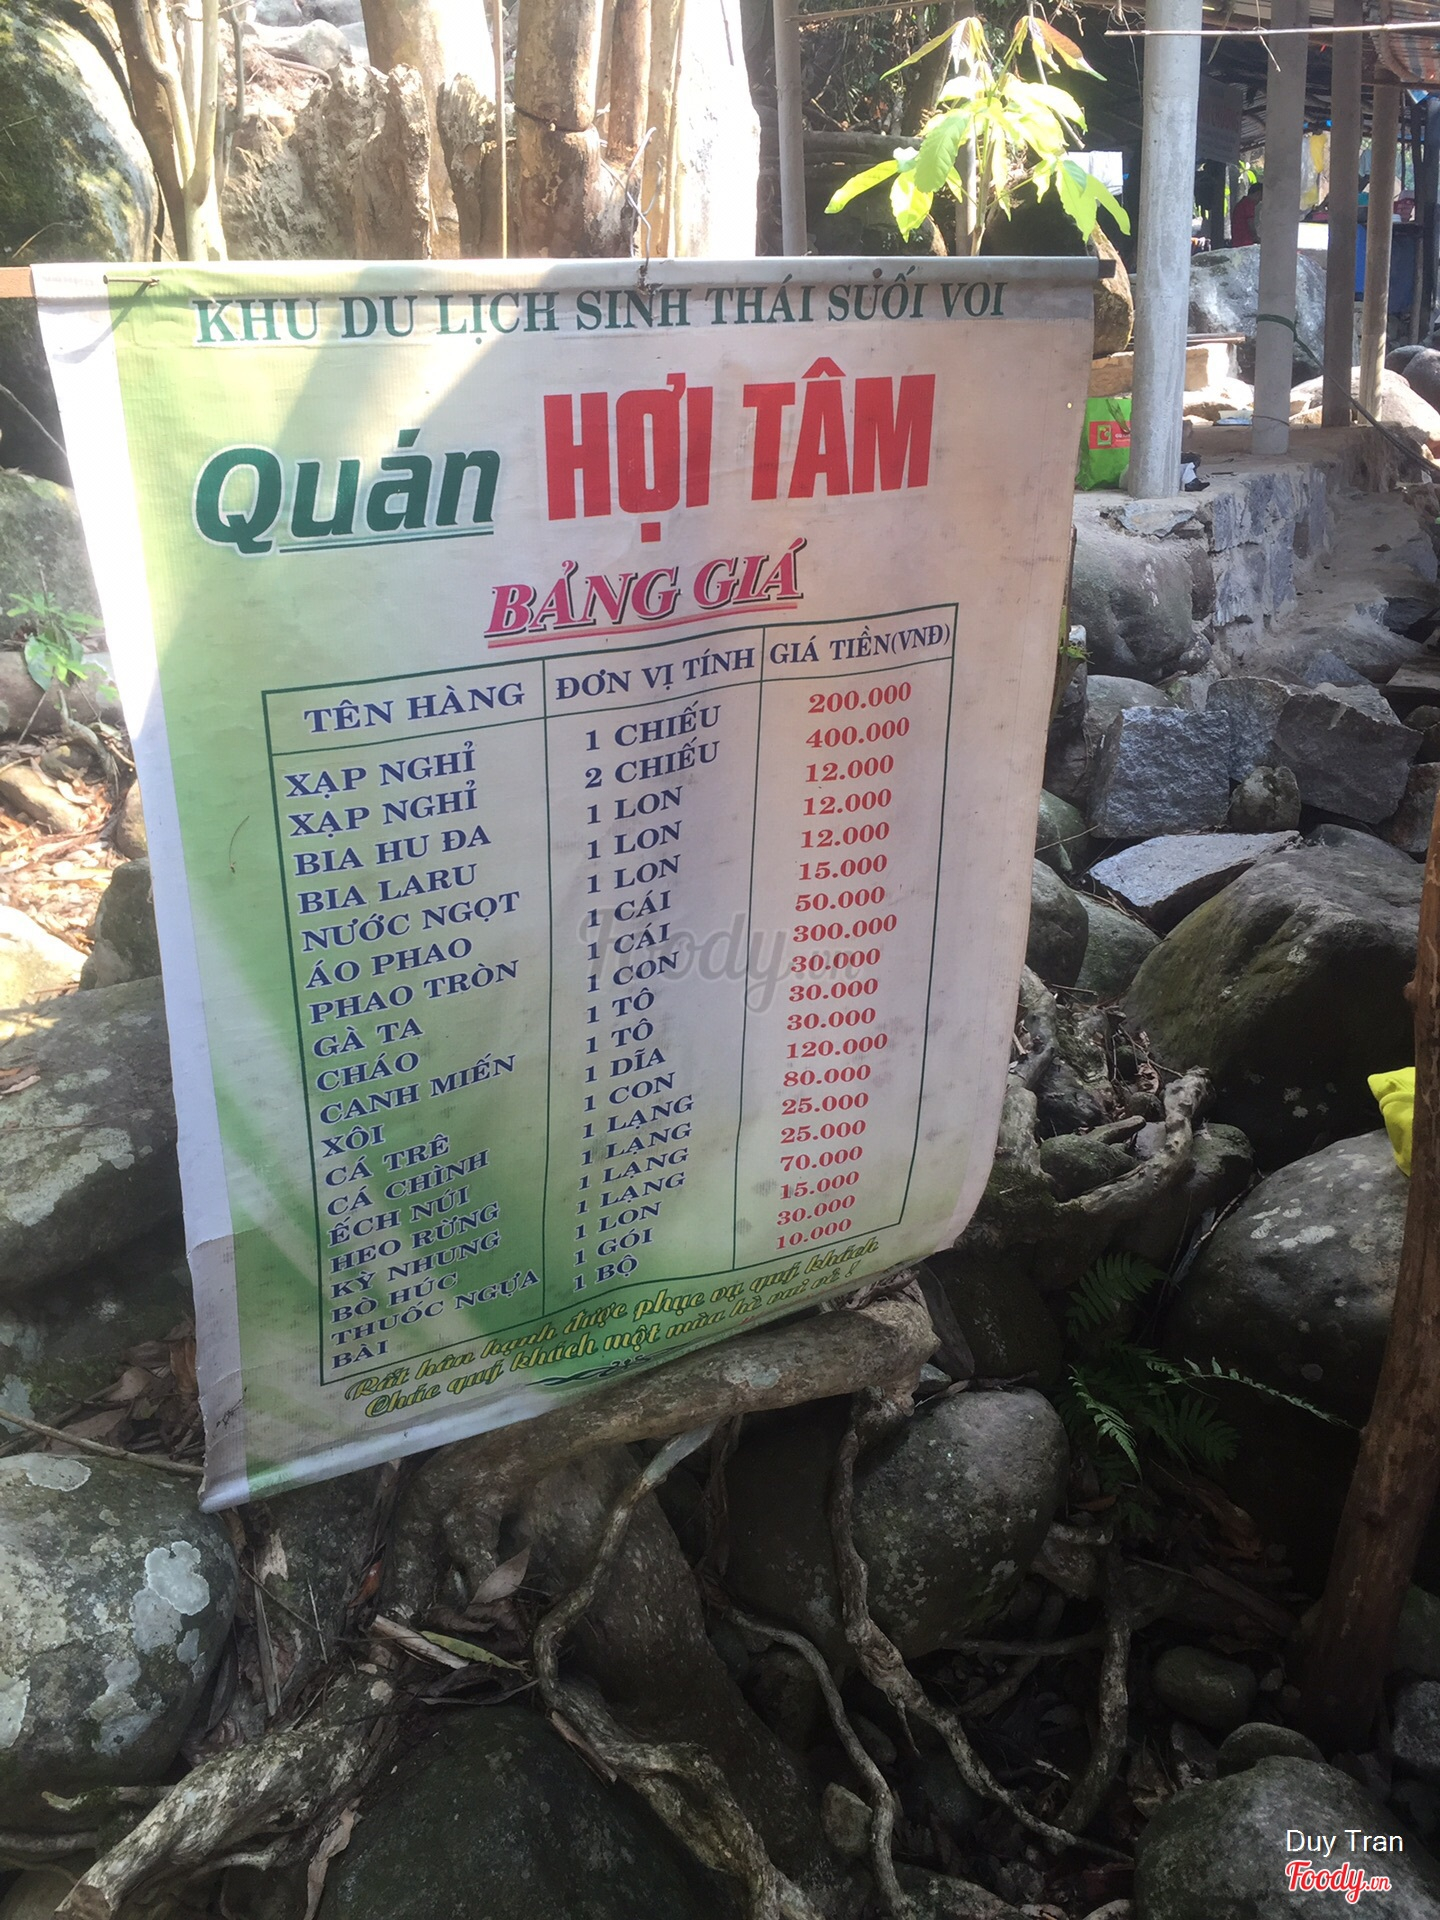 KHU DU LỊCH SINH THÁI SUỐI VOI
Quán HỢI TÂM
BẢNG GIÁ
TÊN HÀNG ĐƠN VỊ TÍNH GIÁ TIỀN(VNĐ)
XẠP NGHỈ 1 CHIẾU 200.000
XẠP NGHỈ 2 CHIẾU 400.000
BIA HU ĐA 1 LON 12.000
BIA LARU 1 LON 12.000
NƯỚC NGỌT 1 LON 12.000
ÁO PHAO 1 CÁI 15.000
PHAO TRÒN 1 CÁI 50.000
GÀ TA 1 CON 300.000
CHÁO 1 TÔ 30.000
CANH MIẾN 1 TÔ 30.000
XÔI 1 DĨA 30.000
CÁ TRÊ 1 CON 120.000
CÁ CHÌNH 1 LẠNG 80.000
ẾCH NÚI 1 LẠNG 25.000
HEO RỪNG 1 LẠNG 25.000
KỲ NHUNG 1 LẠNG 70.000
BÒ HÚC 1 LON 15.000
THUỐC NGỰA 1 GÓI 30.000
BÀI 1 BỘ 10.000
Rất hân hạnh được phục vụ quý khách
Chúc quý khách một mùa hè vui vẻ !
Foody.vn
Duy Tran
Foody.vn